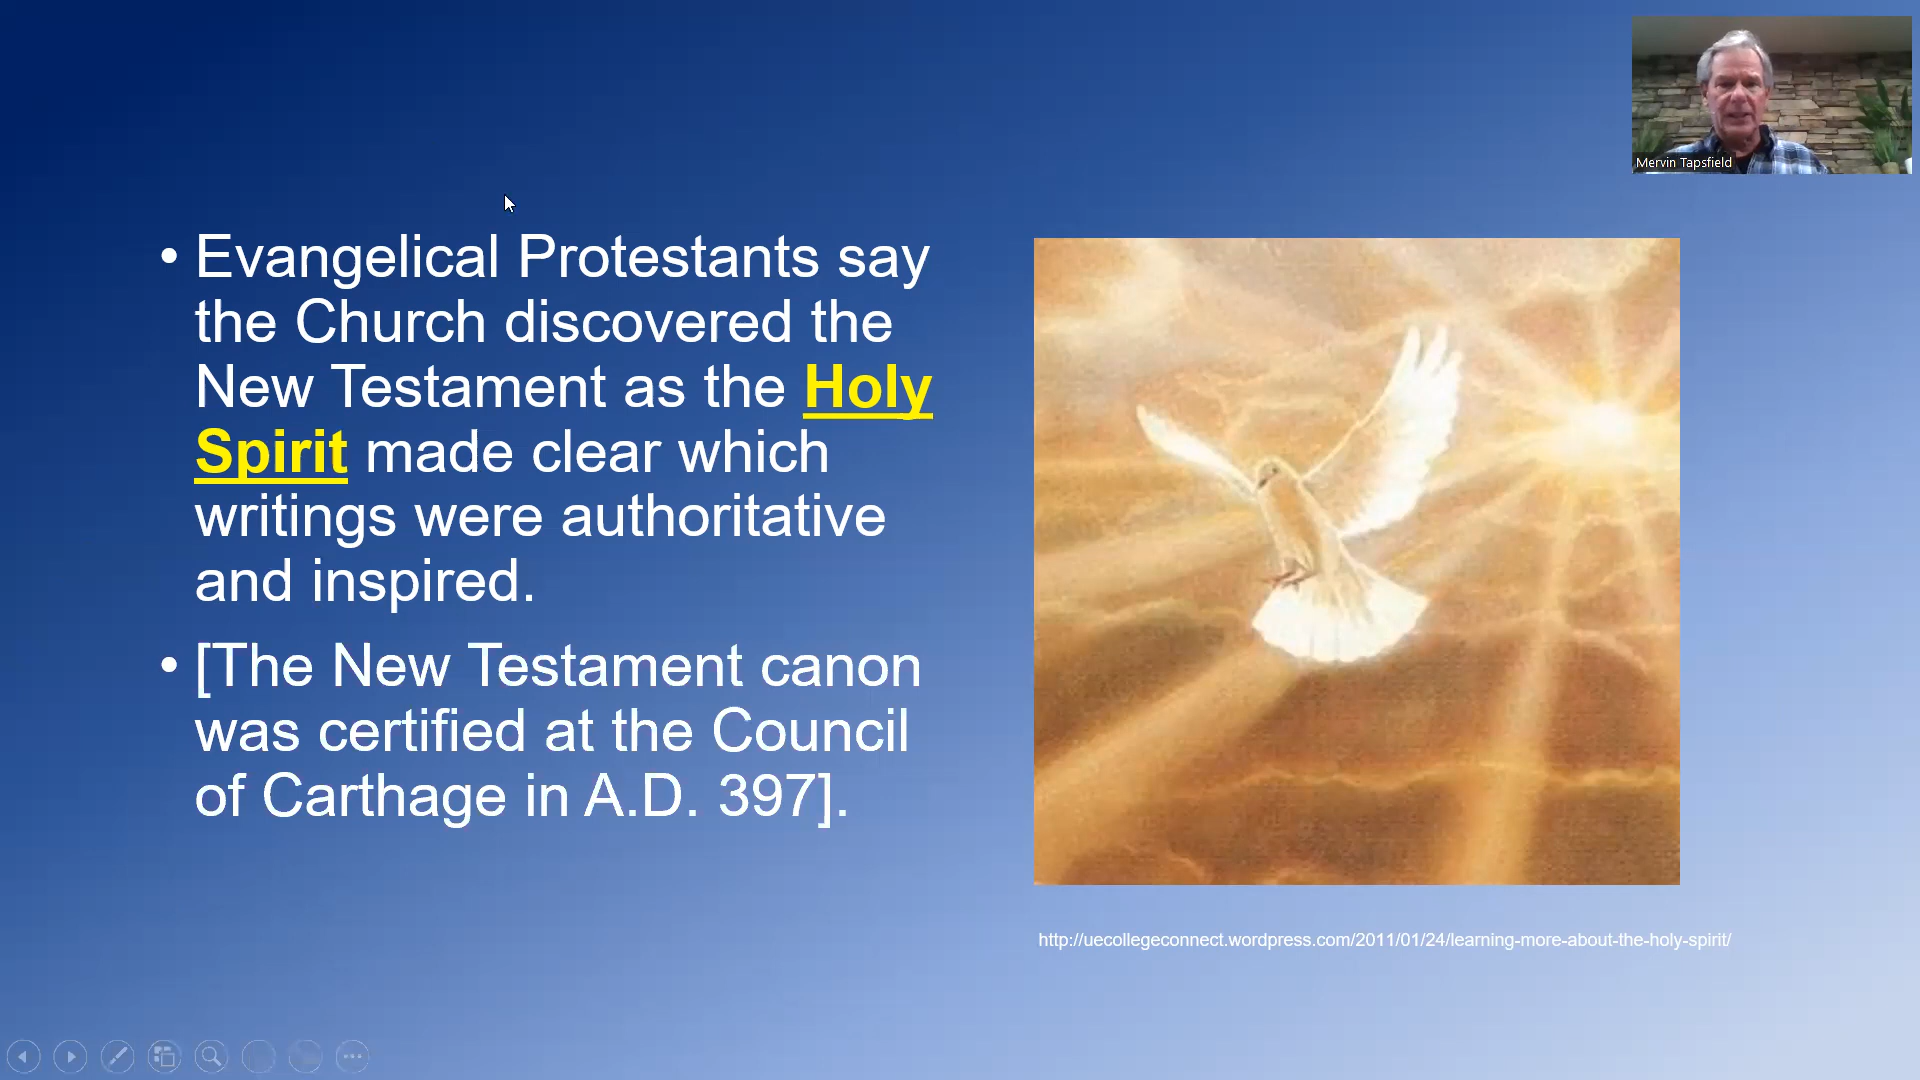 Mervin Tapsfield
• Evangelical Protestants say
the Church discovered the
New Testament as the Holy
Spirit made clear which
writings were authoritative
and inspired.
• [The New Testament canon
was certified at the Council
of Carthage in A.D. 397].
http://uecollegeconnect.wordpress.com/2011/01/24/learning-more-about-the-holy-spirit/